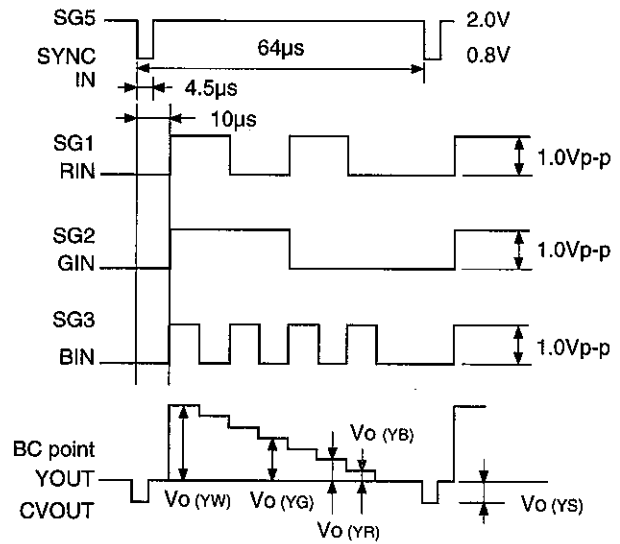 SG5
2.0V
SYNC
IN
64µs
0.8V
4.5µs
10µs
SG1
RIN
1.0Vp-p
SG2
GIN
1.0Vp-p
SG3
BIN
1.0Vp-p
BC point
YOUT
CVOUT
Vo (YW)
Vo (YG)
Vo (YR)
Vo (YB)
Vo (YS)